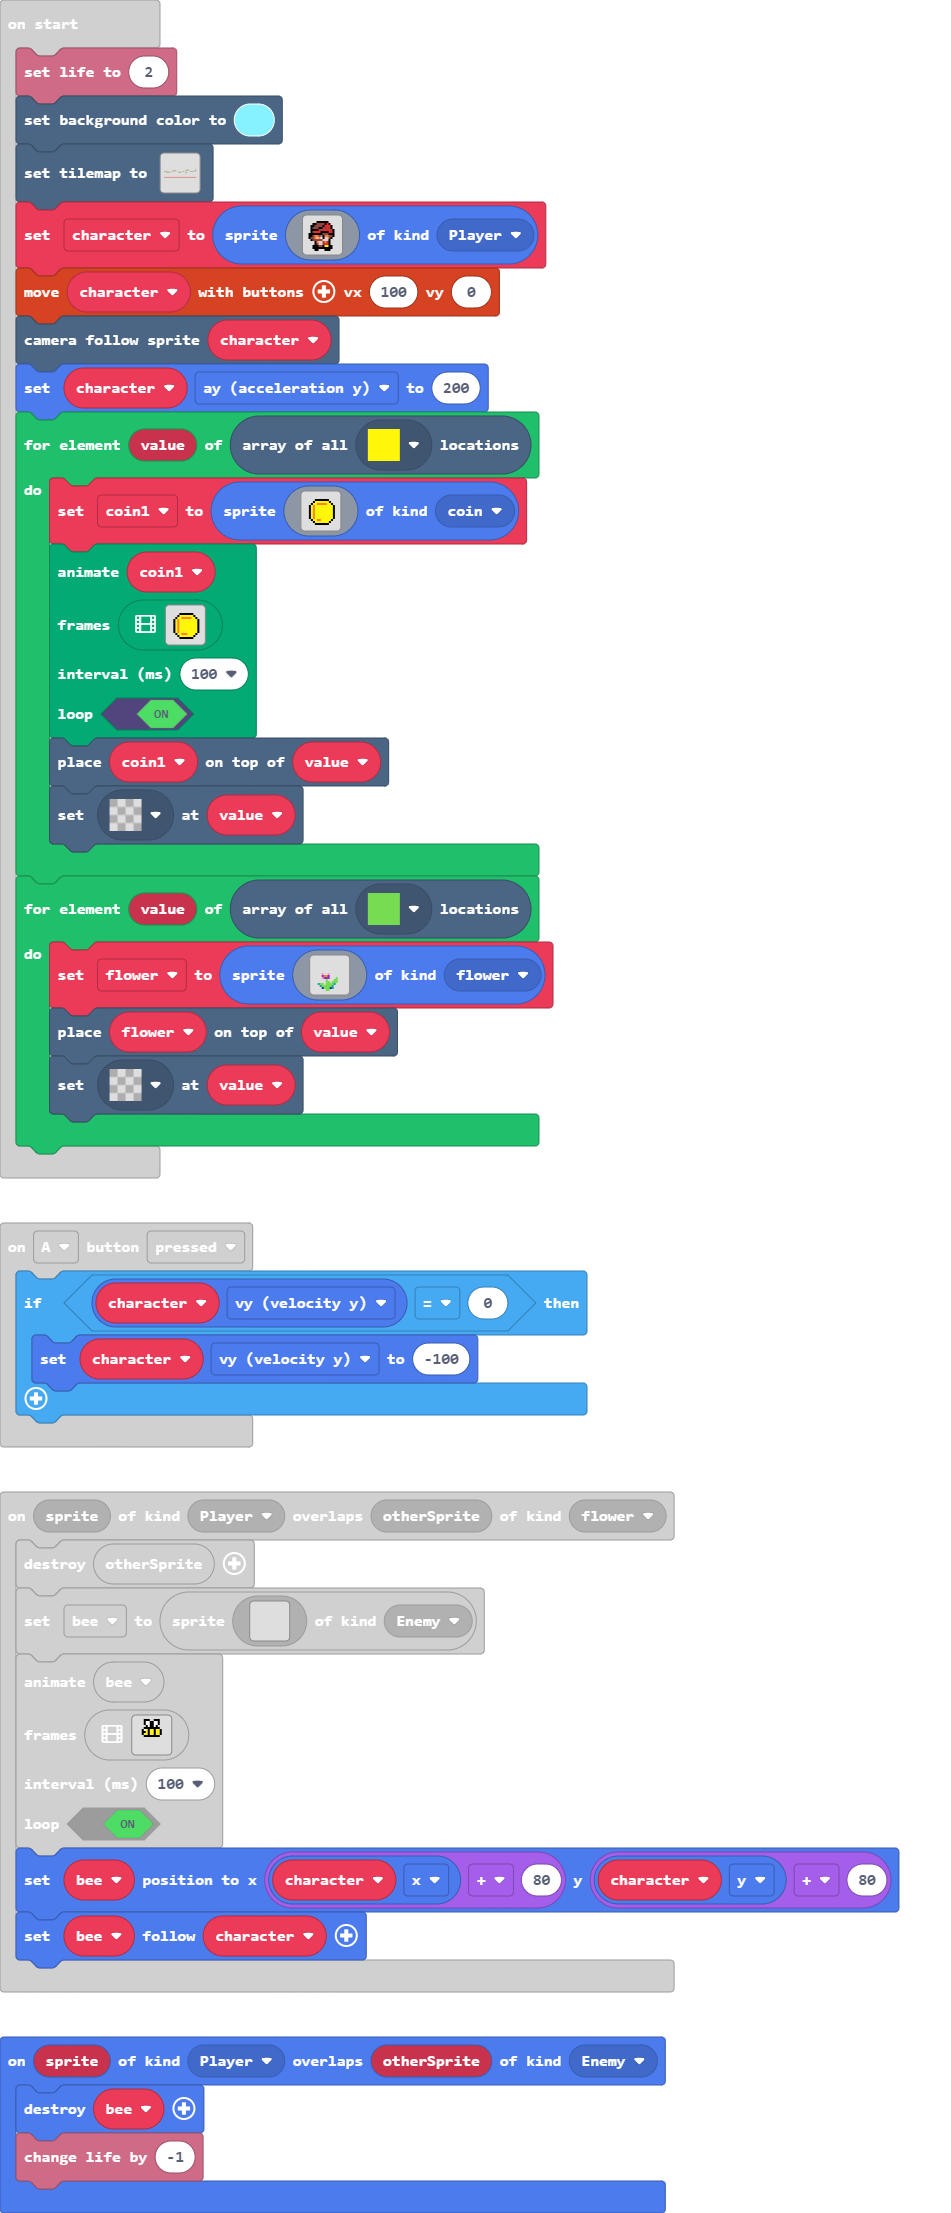 on start
set life to 2
set background color to
set tilemap to
set character to sprite of kind Player
move character with buttons vx 100 vy 0
camera follow sprite character
set character ay (acceleration y) to 200
for element value of array of all locations
do
set coin1 to sprite of kind coin
animate coin1
frames
interval (ms) 100
loop ON
place coin1 on top of value
set at value
for element value of array of all locations
do
set flower to sprite of kind flower
place flower on top of value
set at value
on A button pressed
if character vy (velocity y) = 0 then
set character vy (velocity y) to -100
on sprite of kind Player overlaps otherSprite of kind flower
destroy otherSprite
set bee to sprite of kind Enemy
animate bee
frames
interval (ms) 100
loop ON
set bee position to x character x + 80 y character y + 80
set bee follow character
on sprite of kind Player overlaps otherSprite of kind Enemy
destroy bee
change life by -1